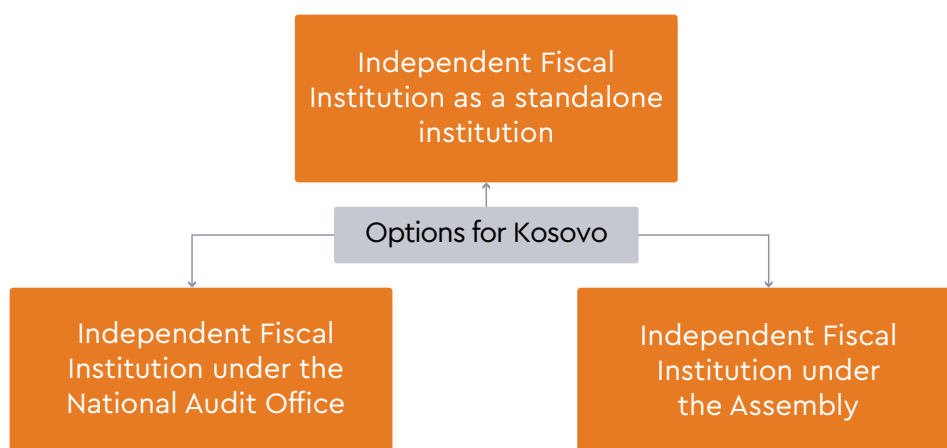 Independent Fiscal
Institution as a standalone
institution
Options for Kosovo
Independent Fiscal
Institution under the
National Audit Office
Independent Fiscal
Institution under
the Assembly